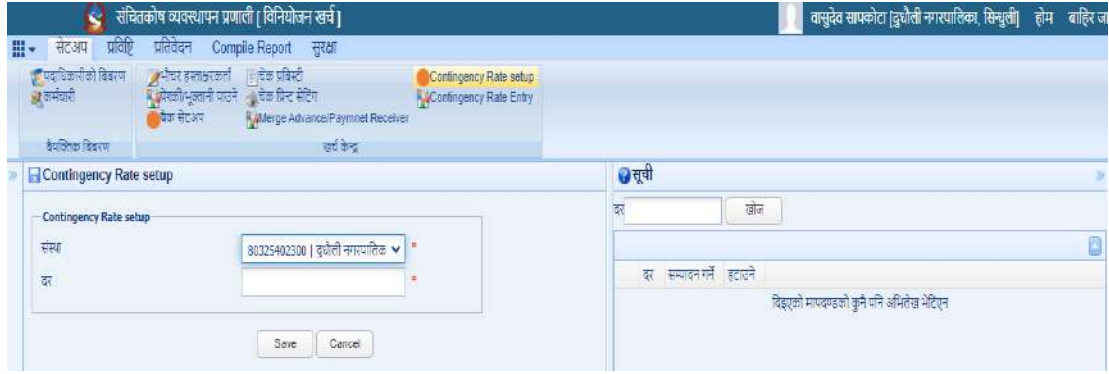 संचितकोष व्यवस्थापन प्रणाली [ विनियोजन खर्च ]
वासुदेव सापकोटा [दुधौली नगरपालिका, सिन्धुली] होम बाहिर जा
सेटअप प्रविष्टि प्रतिवेदन Compile Report सुरक्षा
पदाधिकारीको विवरण भौचर हस्ताक्षरकर्ता चेक प्रविस्टी Contingency Rate setup
कर्मचारी पेश्की/भूक्तानी पाउने चेक प्रिन्ट सेटिंग Contingency Rate Entry
बैंक सेटअप Merge Advance/Paymnet Receiver
वैयक्तिक विवरण खर्च केन्द्र
Contingency Rate setup
सूची
Contingency Rate setup
दर खोज
संस्था 80325402300 | दुधौली नगरपालिक *
दर *
दर सम्पादन गर्ने हटाउने
दिइएको मापदण्डको कुनै पनि अभिलेख भेटिएन
Save Cancel